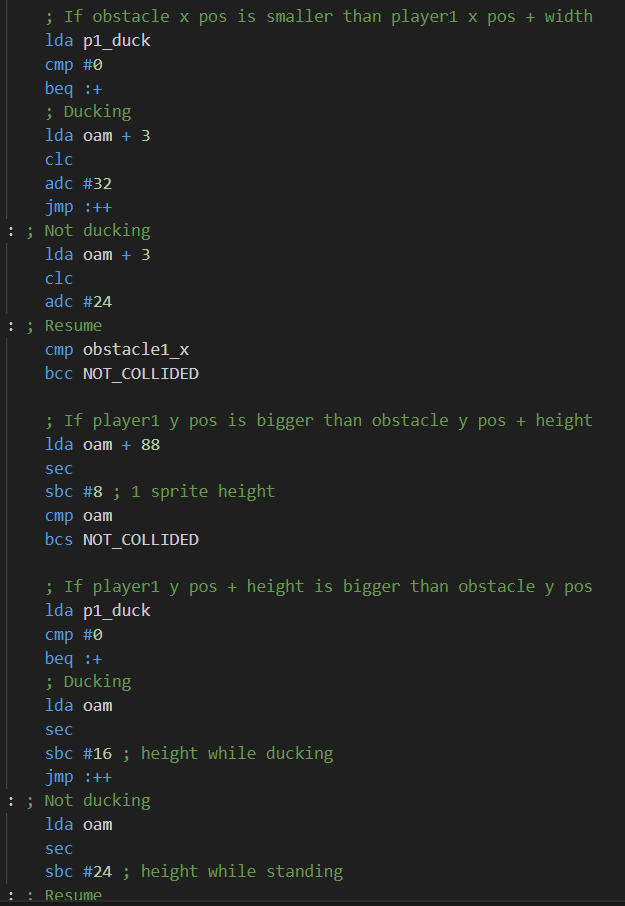 ; If obstacle x pos is smaller than player1 x pos + width
lda p1_duck
cmp #0
beq :+
; Ducking
lda oam + 3
clc
adc #32
jmp :++
: ; Not ducking
lda oam + 3
clc
adc #24
: ; Resume
cmp obstacle1_x
bcc NOT_COLLIDED
; If player1 y pos is bigger than obstacle y pos + height
lda oam + 88
sec
sbc #8 ; 1 sprite height
cmp oam
bcs NOT_COLLIDED
; If player1 y pos + height is bigger than obstacle y pos
lda p1_duck
cmp #0
beq :+
; Ducking
lda oam
sec
sbc #16 ; height while ducking
jmp :++
: ; Not ducking
lda oam
sec
sbc #24 ; height while standing
: ; Resume